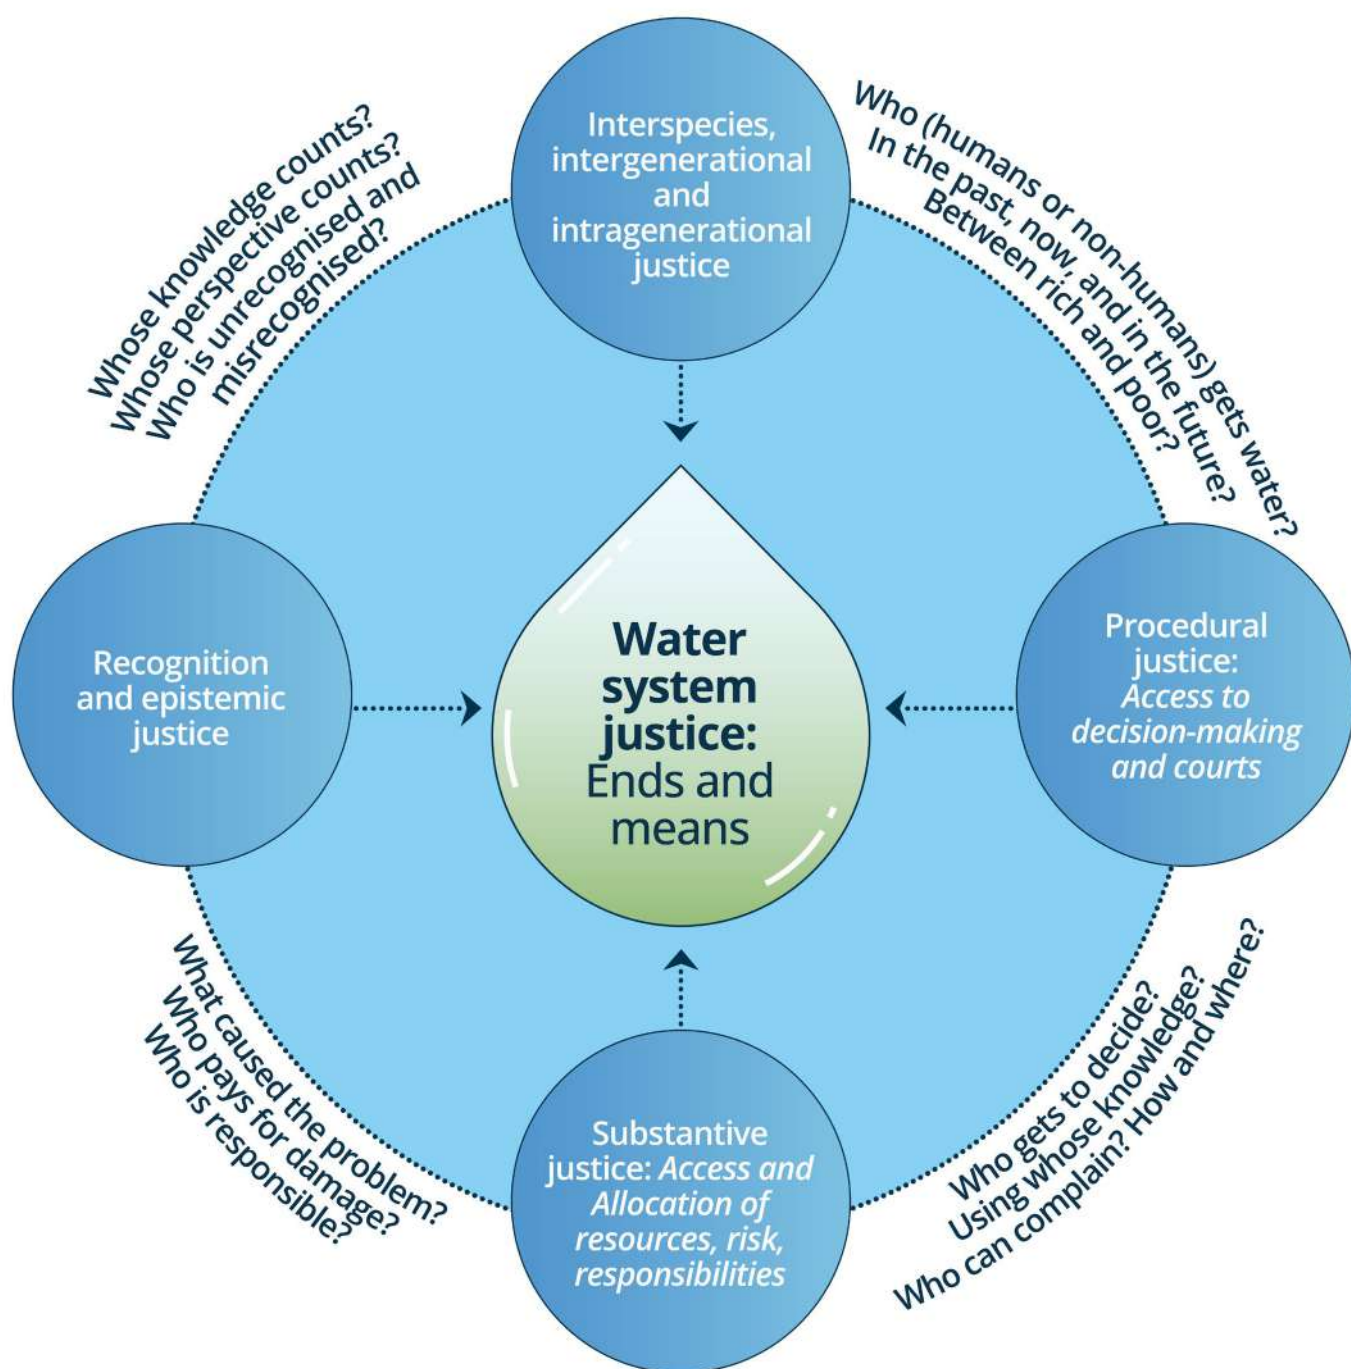 Interspecies,
intergenerational
and
intragenerational
justice
Who (humans or non-humans) gets water?
In the past, now, and in the future?
Between rich and poor?
Procedural
justice:
Access to
decision-making
and courts
Who gets to decide?
Using whose knowledge?
Who can complain? How and where?
Substantive
justice: Access and
Allocation of
resources, risk,
responsibilities
What caused the problem?
Who pays for damage?
Who is responsible?
Recognition
and epistemic
justice
Whose knowledge counts?
Whose perspective counts?
Who is unrecognised and
misrecognised?
Water
system
justice:
Ends and
means